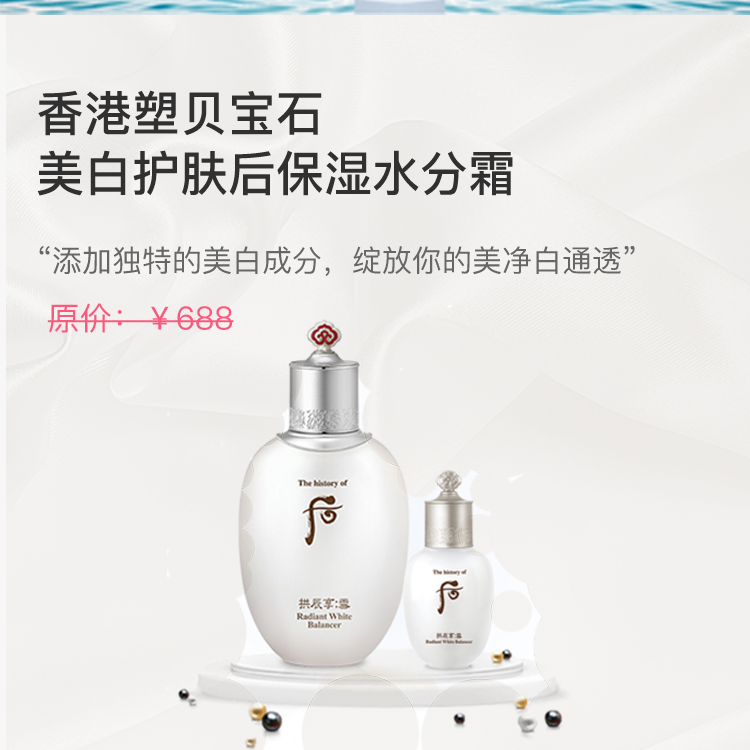 香港塑贝宝石
美白护肤后保湿水分霜
“添加独特的美白成分，绽放你的美净白通透”
原价：￥688
The history of
后
拱辰享:雪
Radiant White
Balancer
The history of
后
拱辰享:雪
Radiant White Balancer